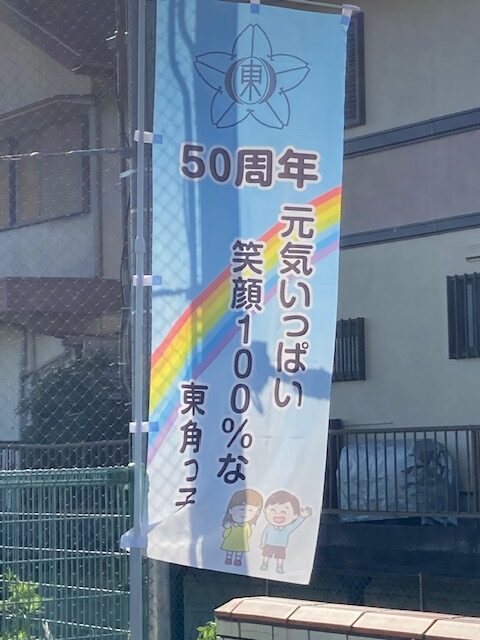 東
50周年
元気いっぱい
笑顔100%な
東角っ子